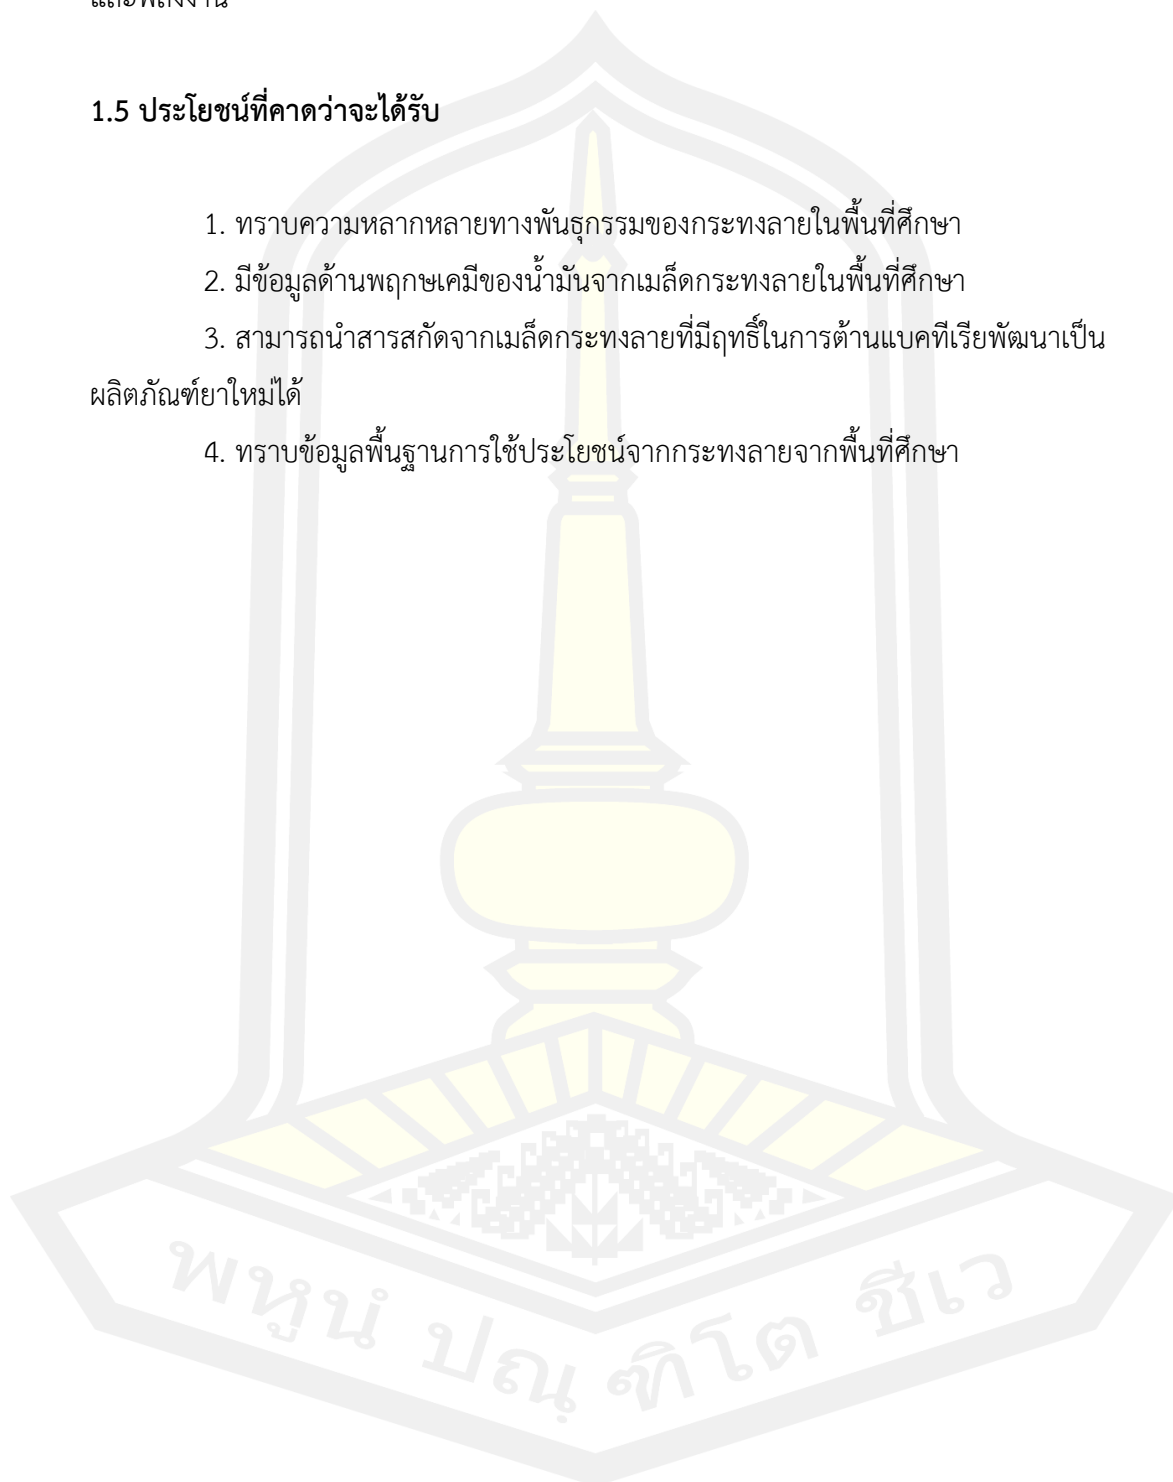 และพลังงาน
1.5 ประโยชน์ที่คาดว่าจะได้รับ
1. ทราบความหลากหลายทางพันธุกรรมของกระทงลายในพื้นที่ศึกษา
2. มีข้อมูลด้านพฤกษเคมีของน้ำมันจากเมล็ดกระทงลายในพื้นที่ศึกษา
3. สามารถนำสารสกัดจากเมล็ดกระทงลายที่มีฤทธิ์ในการต้านแบคทีเรียพัฒนาเป็น
ผลิตภัณฑ์ยาใหม่ได้
4. ทราบข้อมูลพื้นฐานการใช้ประโยชน์จากกระทงลายจากพื้นที่ศึกษา
พหูนํ ปณฺฑิโต ชีเว